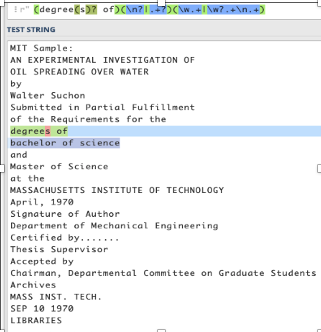 r" (degree(s)? of)(\n?|.+?)(\w.+|\w?.+\n.+)
TEST STRING
MIT Sample:
AN EXPERIMENTAL INVESTIGATION OF
OIL SPREADING OVER WATER
by
Walter Suchon
Submitted in Partial Fulfillment
of the Requirements for the
degrees of
bachelor of science
and
Master of Science
at the
MASSACHUSETTS INSTITUTE OF TECHNOLOGY
April, 1970
Signature of Author
Department of Mechanical Engineering
Certified by.......
Thesis Supervisor
Accepted by
Chairman, Departmental Committee on Graduate Students
Archives
MASS INST. TECH.
SEP 10 1970
LIBRARIES